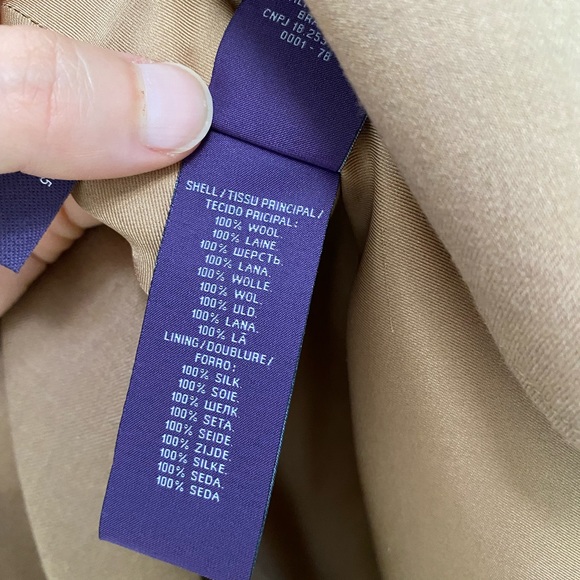 BRA
CNPJ 18.253
0001 - 78
SHELL / TISSU PRINCIPAL /
TECIDO PRICIPAL:
100% WOOL.
100% LAINE.
100% ШЕРСТЬ.
100% LANA.
100% WOLLE.
100% WOL.
100% ULD.
100% LANA.
100% LÃ
LINING / DOUBLURE /
FORRO:
100% SILK.
100% SOIE.
100% ШЕЛК
100% SETA.
100% SEIDE.
100% ZIJDE.
100% SILKE.
100% SEDA.
100% SEDA